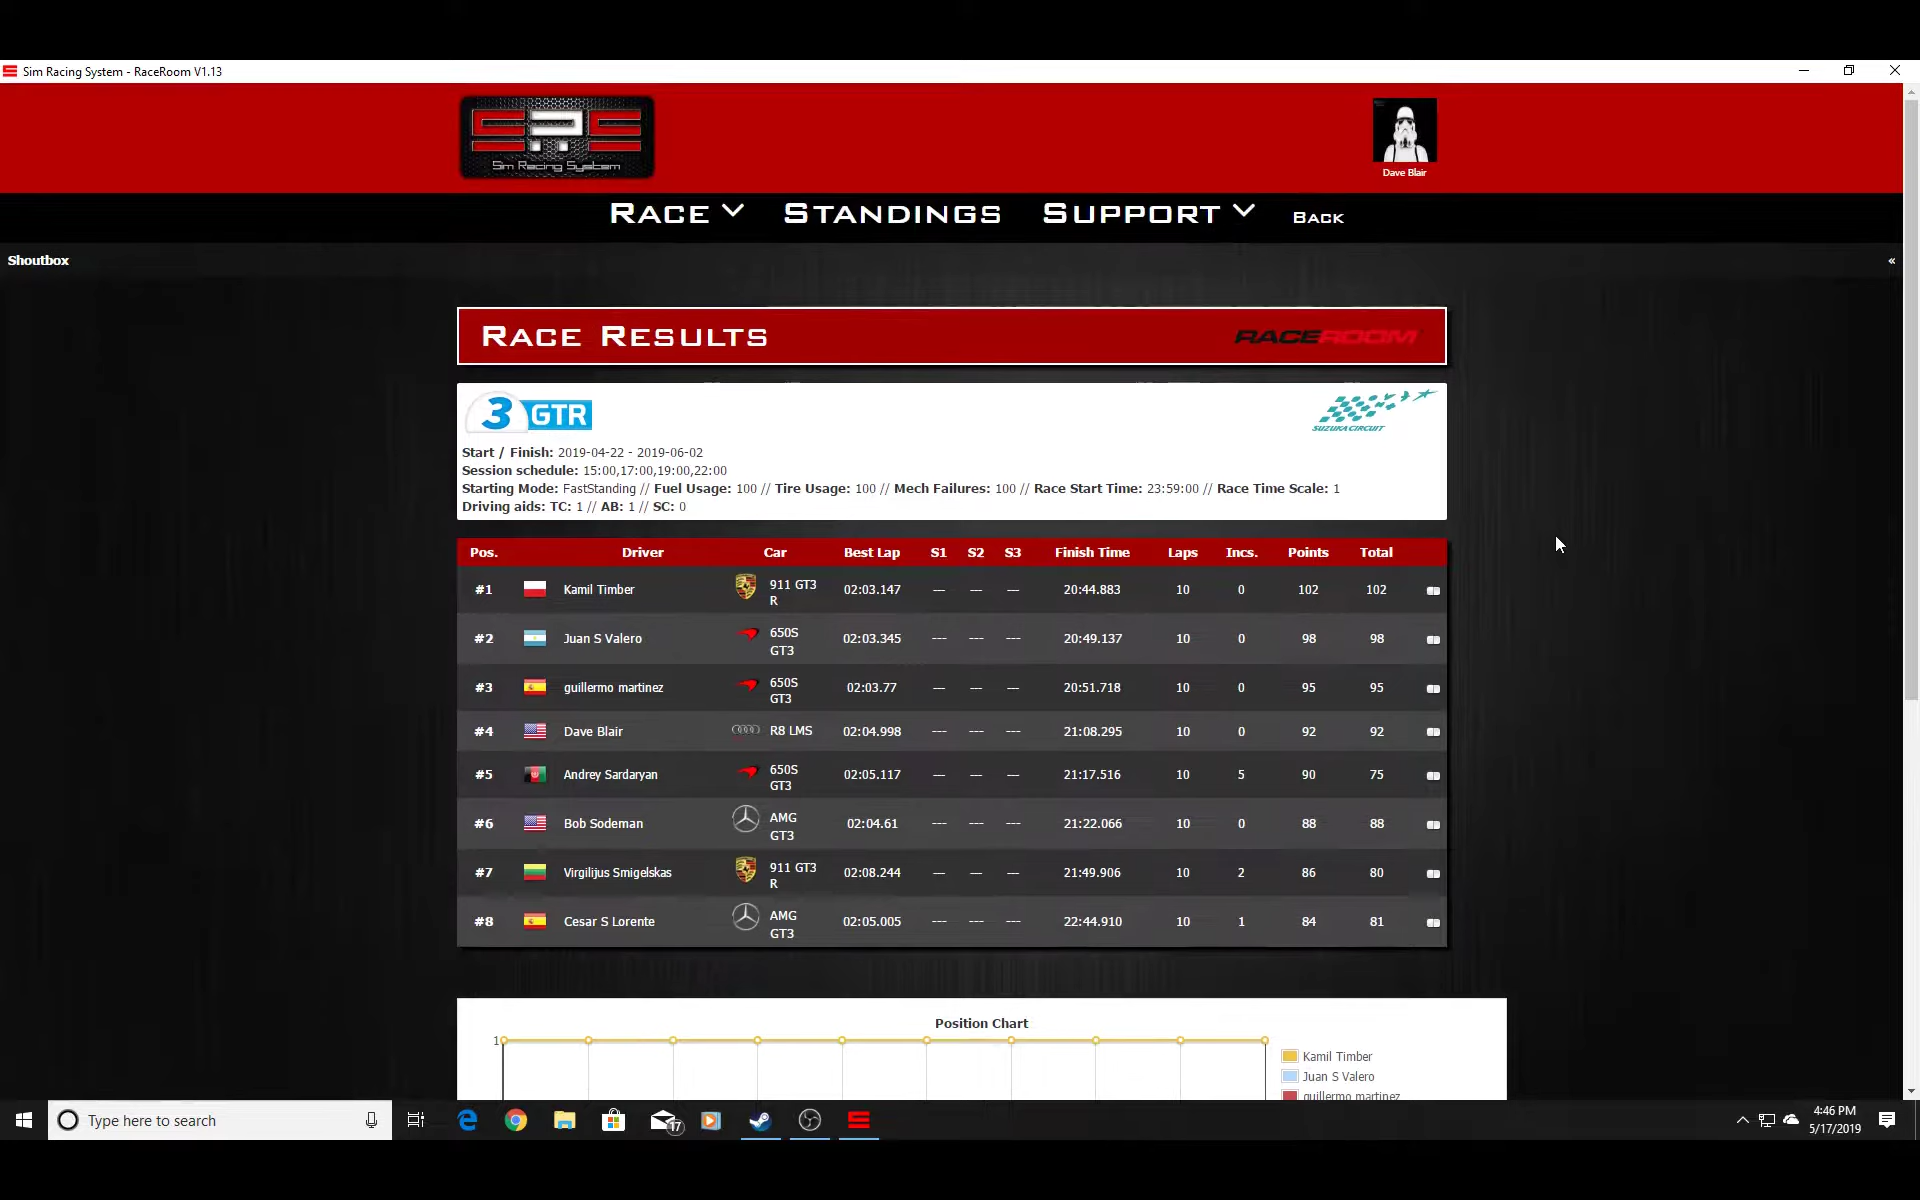 Sim Racing System - RaceRoom V1.13
Sim Racing System
Dave Blair
RACE STANDINGS SUPPORT BACK
Shoutbox «
RACE RESULTS RACEROOM
3 GTR SUZUKA CIRCUIT
Start / Finish: 2019-04-22 - 2019-06-02
Session schedule: 15:00,17:00,19:00,22:00
Starting Mode: FastStanding // Fuel Usage: 100 // Tire Usage: 100 // Mech Failures: 100 // Race Start Time: 23:59:00 // Race Time Scale: 1
Driving aids: TC: 1 // AB: 1 // SC: 0
Pos. Driver Car Best Lap S1 S2 S3 Finish Time Laps Incs. Points Total
#1 Kamil Timber 911 GT3 R 02:03.147 --- --- --- 20:44.883 10 0 102 102
#2 Juan S Valero 650S GT3 02:03.345 --- --- --- 20:49.137 10 0 98 98
#3 guillermo martinez 650S GT3 02:03.77 --- --- --- 20:51.718 10 0 95 95
#4 Dave Blair R8 LMS 02:04.998 --- --- --- 21:08.295 10 0 92 92
#5 Andrey Sardaryan 650S GT3 02:05.117 --- --- --- 21:17.516 10 5 90 75
#6 Bob Sodeman AMG GT3 02:04.61 --- --- --- 21:22.066 10 0 88 88
#7 Virgilijus Smigelskas 911 GT3 R 02:08.244 --- --- --- 21:49.906 10 2 86 80
#8 Cesar S Lorente AMG GT3 02:05.005 --- --- --- 22:44.910 10 1 84 81
Position Chart
1
Kamil Timber
Juan S Valero
guillermo martinez
Type here to search
17
4:46 PM
5/17/2019